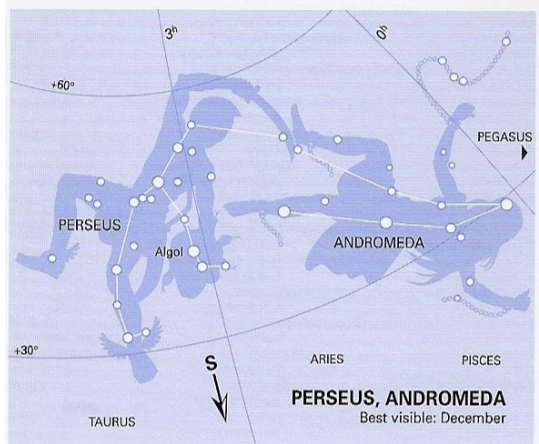 3h
0h
+60°
PEGASUS
PERSEUS
Algol
ANDROMEDA
+30°
S
ARIES
PISCES
PERSEUS, ANDROMEDA
Best visible: December
TAURUS